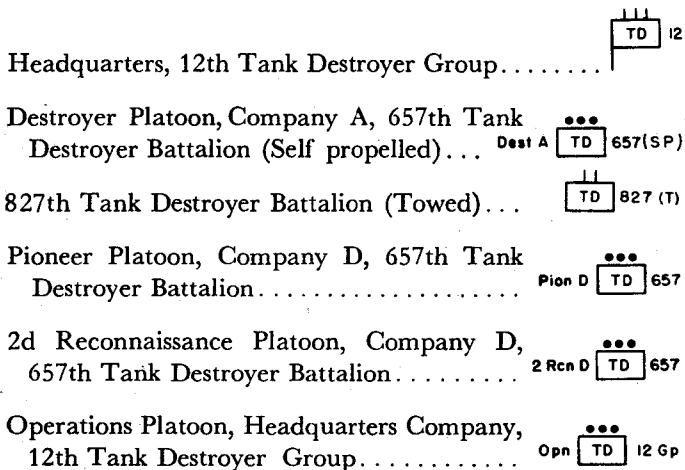 Headquarters, 12th Tank Destroyer Group........ TD 12
Destroyer Platoon, Company A, 657th Tank
Destroyer Battalion (Self propelled)... Dest A TD 657(SP)
827th Tank Destroyer Battalion (Towed)... TD 827 (T)
Pioneer Platoon, Company D, 657th Tank
Destroyer Battalion..................... Pion D TD 657
2d Reconnaissance Platoon, Company D,
657th Tank Destroyer Battalion......... 2 Rcn D TD 657
Operations Platoon, Headquarters Company,
12th Tank Destroyer Group............ Opn TD 12 Gp